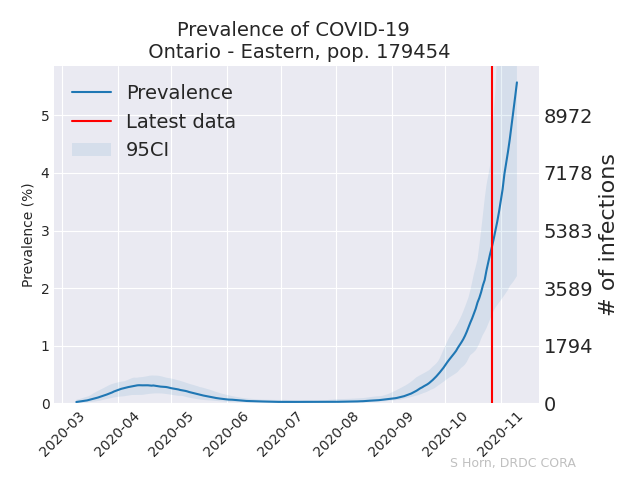 Prevalence of COVID-19
Ontario - Eastern, pop. 179454
Prevalence
Latest data
95CI
Prevalence (%)
5
4
3
2
1
0
8972
7178
5383
3589
1794
0
# of infections
2020-03
2020-04
2020-05
2020-06
2020-07
2020-08
2020-09
2020-10
2020-11
S Horn, DRDC CORA